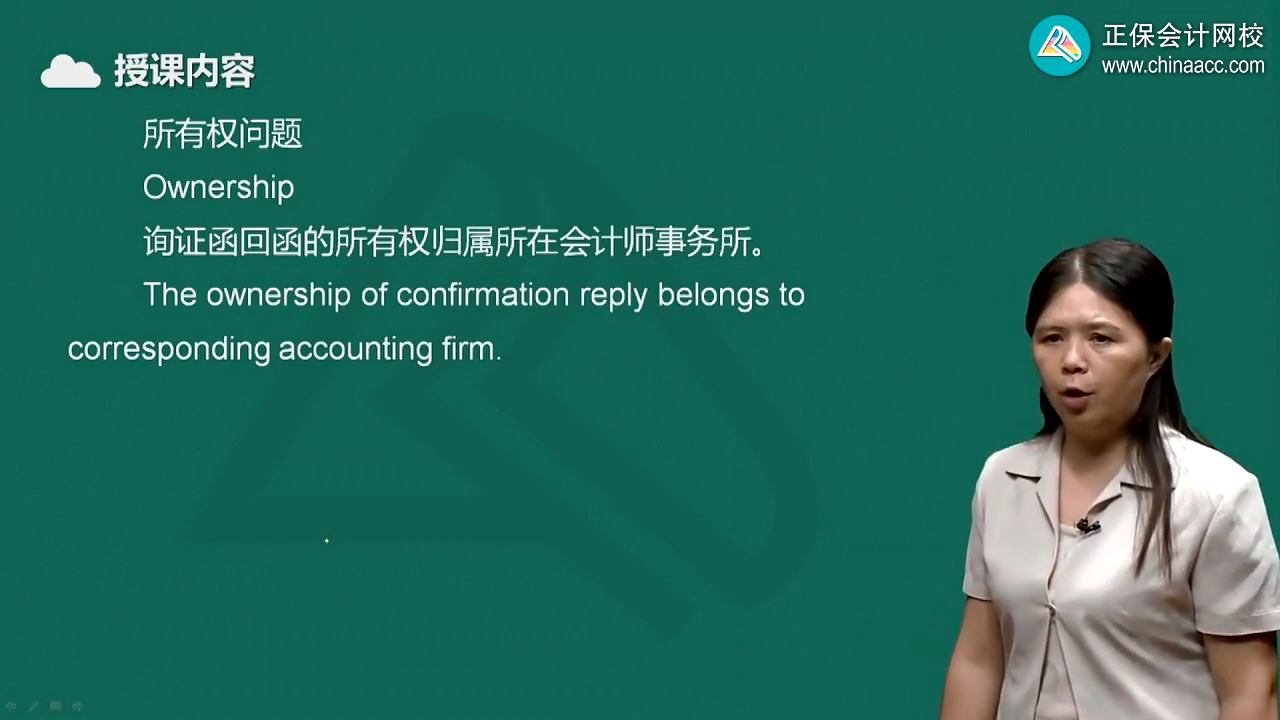 授课内容
正保会计网校
www.chinaacc.com
所有权问题
Ownership
询证函回函的所有权归属所在会计师事务所。
The ownership of confirmation reply belongs to
corresponding accounting firm.